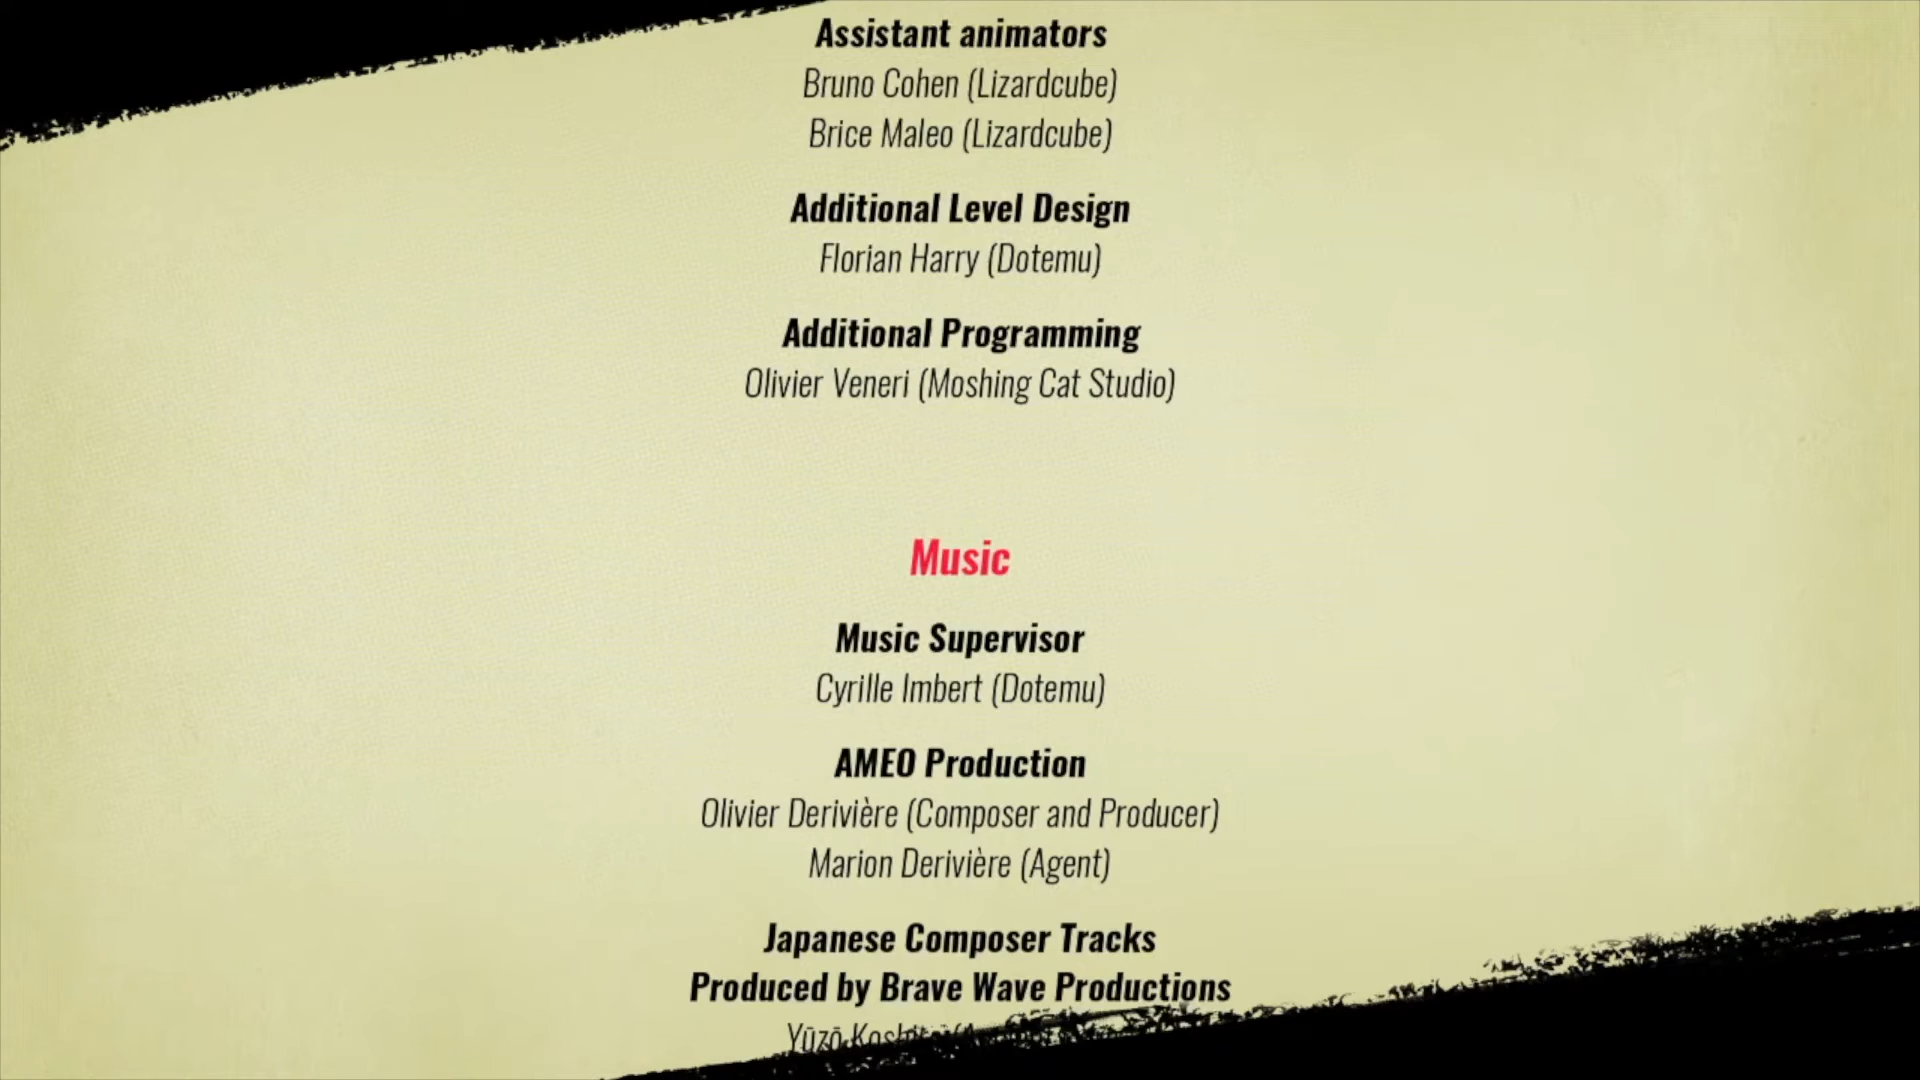 Assistant animators
Bruno Cohen (Lizardcube)
Brice Maleo (Lizardcube)
Additional Level Design
Florian Harry (Dotemu)
Additional Programming
Olivier Veneri (Moshing Cat Studio)
Music
Music Supervisor
Cyrille Imbert (Dotemu)
AMEO Production
Olivier Derivière (Composer and Producer)
Marion Derivière (Agent)
Japanese Composer Tracks
Produced by Brave Wave Productions
Yūzō